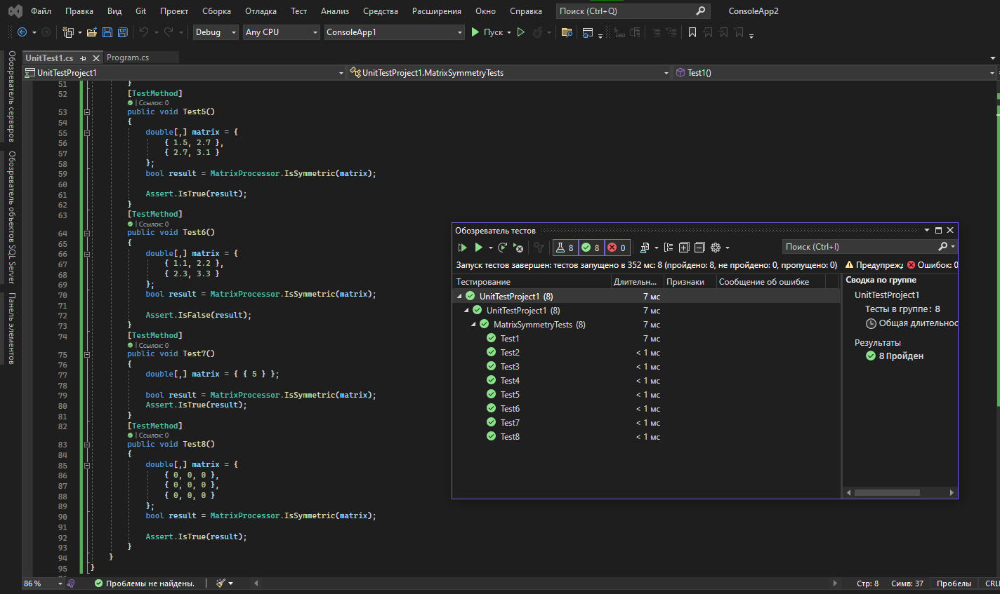 Файл Правка Вид Git Проект Сборка Отладка Тест Анализ Средства Расширения Окно Справка Поиск (Ctrl+Q) ConsoleApp2
Debug Any CPU ConsoleApp1 Пуск
UnitTest1.cs Program.cs
UnitTestProject1 UnitTestProject1.MatrixSymmetryTests Test1()
Обозреватель серверов
Обозреватель объектов SQL Server
Панель элементов
51 }
52 [TestMethod]
| Ссылок: 0
53 public void Test5()
54 {
55 double[,] matrix = {
56 { 1.5, 2.7 },
57 { 2.7, 3.1 }
58 };
59 bool result = MatrixProcessor.IsSymmetric(matrix);
60
61 Assert.IsTrue(result);
62 }
63 [TestMethod]
| Ссылок: 0
64 public void Test6()
65 {
66 double[,] matrix = {
67 { 1.1, 2.2 },
68 { 2.3, 3.3 }
69 };
70 bool result = MatrixProcessor.IsSymmetric(matrix);
71
72 Assert.IsFalse(result);
73 }
74 [TestMethod]
| Ссылок: 0
75 public void Test7()
76 {
77 double[,] matrix = { { 5 } };
78
79 bool result = MatrixProcessor.IsSymmetric(matrix);
80 Assert.IsTrue(result);
81 }
82 [TestMethod]
| Ссылок: 0
83 public void Test8()
84 {
85 double[,] matrix = {
86 { 0, 0, 0 },
87 { 0, 0, 0 },
88 { 0, 0, 0 }
89 };
90 bool result = MatrixProcessor.IsSymmetric(matrix);
91
92 Assert.IsTrue(result);
93 }
94 }
95 }
Обозреватель тестов
8 8 0 Поиск (Ctrl+I)
Запуск тестов завершен: тестов запущено в 352 мс: 8 (пройдено: 8, не пройдено: 0, пропущено: 0) Предупрежд Ошибок: 0
Тестирование Длительн... Признаки Сообщение об ошибке
UnitTestProject1 (8) 7 мс
UnitTestProject1 (8) 7 мс
MatrixSymmetryTests (8) 7 мс
Test1 7 мс
Test2 < 1 мс
Test3 < 1 мс
Test4 < 1 мс
Test5 < 1 мс
Test6 < 1 мс
Test7 < 1 мс
Test8 < 1 мс
Сводка по группе
UnitTestProject1
Тесты в группе: 8
Общая длительнос
Результаты
8 Пройден
86 % Проблемы не найдены. Стр: 8 Симв: 37 Пробелы CRL